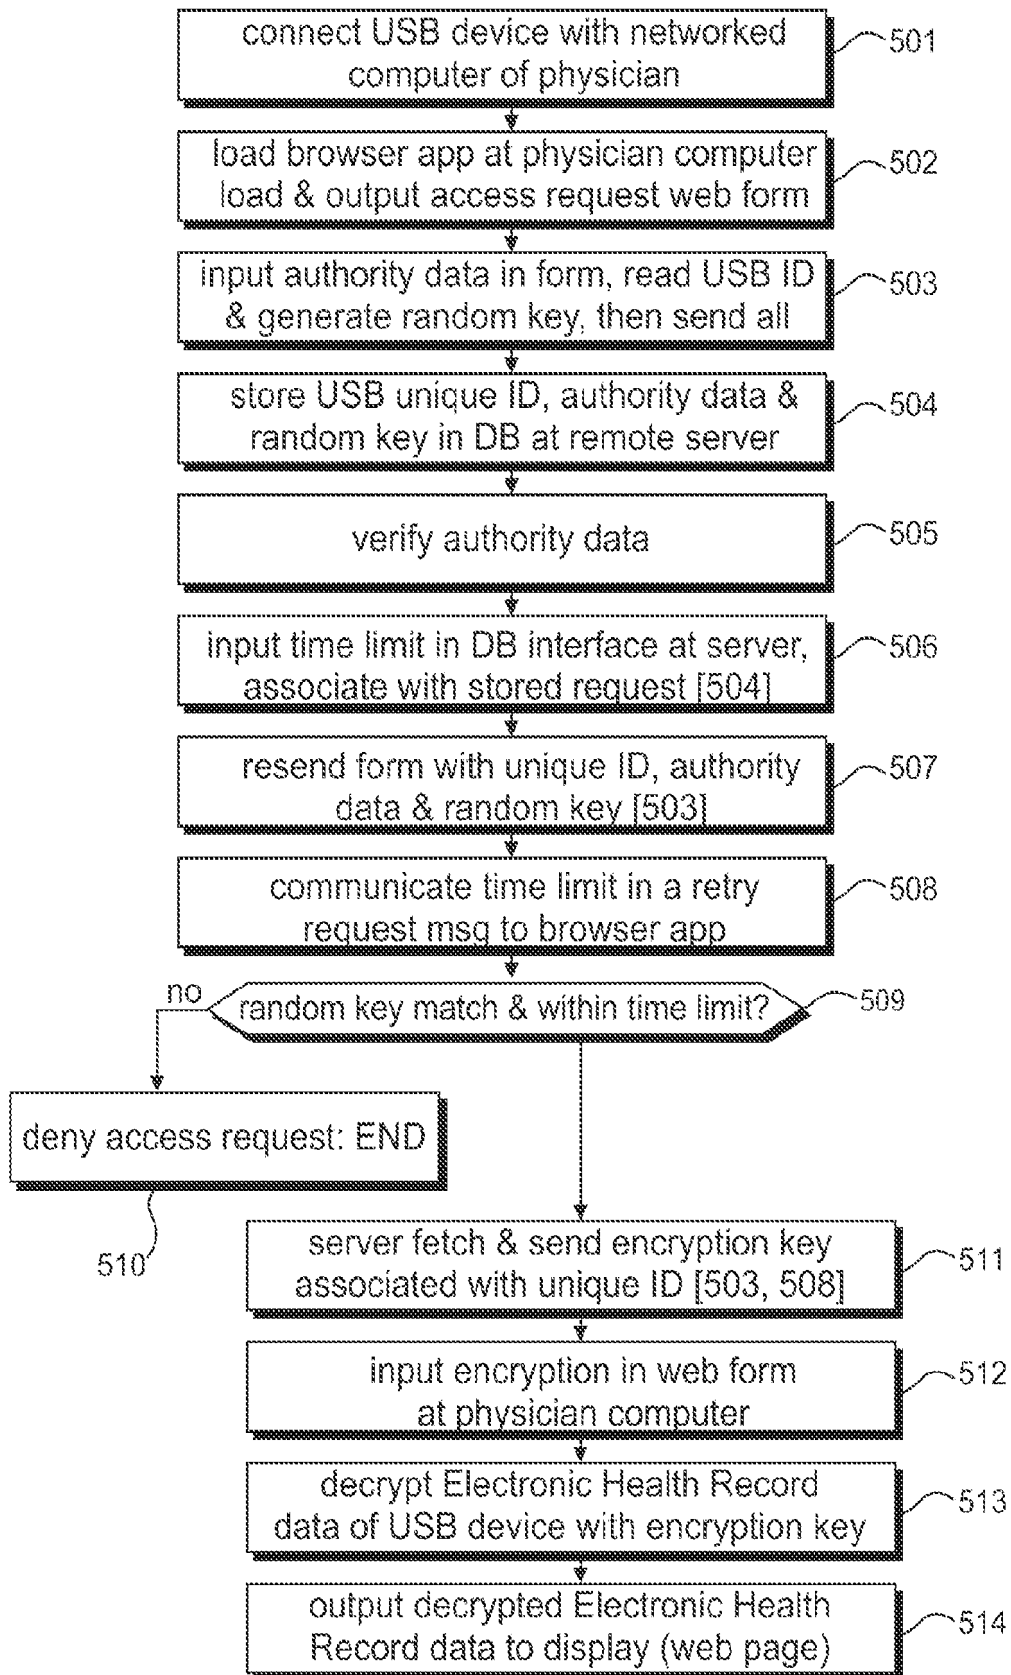 connect USB device with networked
computer of physician
501
load browser app at physician computer
load & output access request web form
502
input authority data in form, read USB ID
& generate random key, then send all
503
store USB unique ID, authority data &
random key in DB at remote server
504
verify authority data
505
input time limit in DB interface at server,
associate with stored request [504]
506
resend form with unique ID, authority
data & random key [503]
507
communicate time limit in a retry
request msq to browser app
508
no
random key match & within time limit?
509
deny access request: END
510
server fetch & send encryption key
associated with unique ID [503, 508]
511
input encryption in web form
at physician computer
512
decrypt Electronic Health Record
data of USB device with encryption key
513
output decrypted Electronic Health
Record data to display (web page)
514